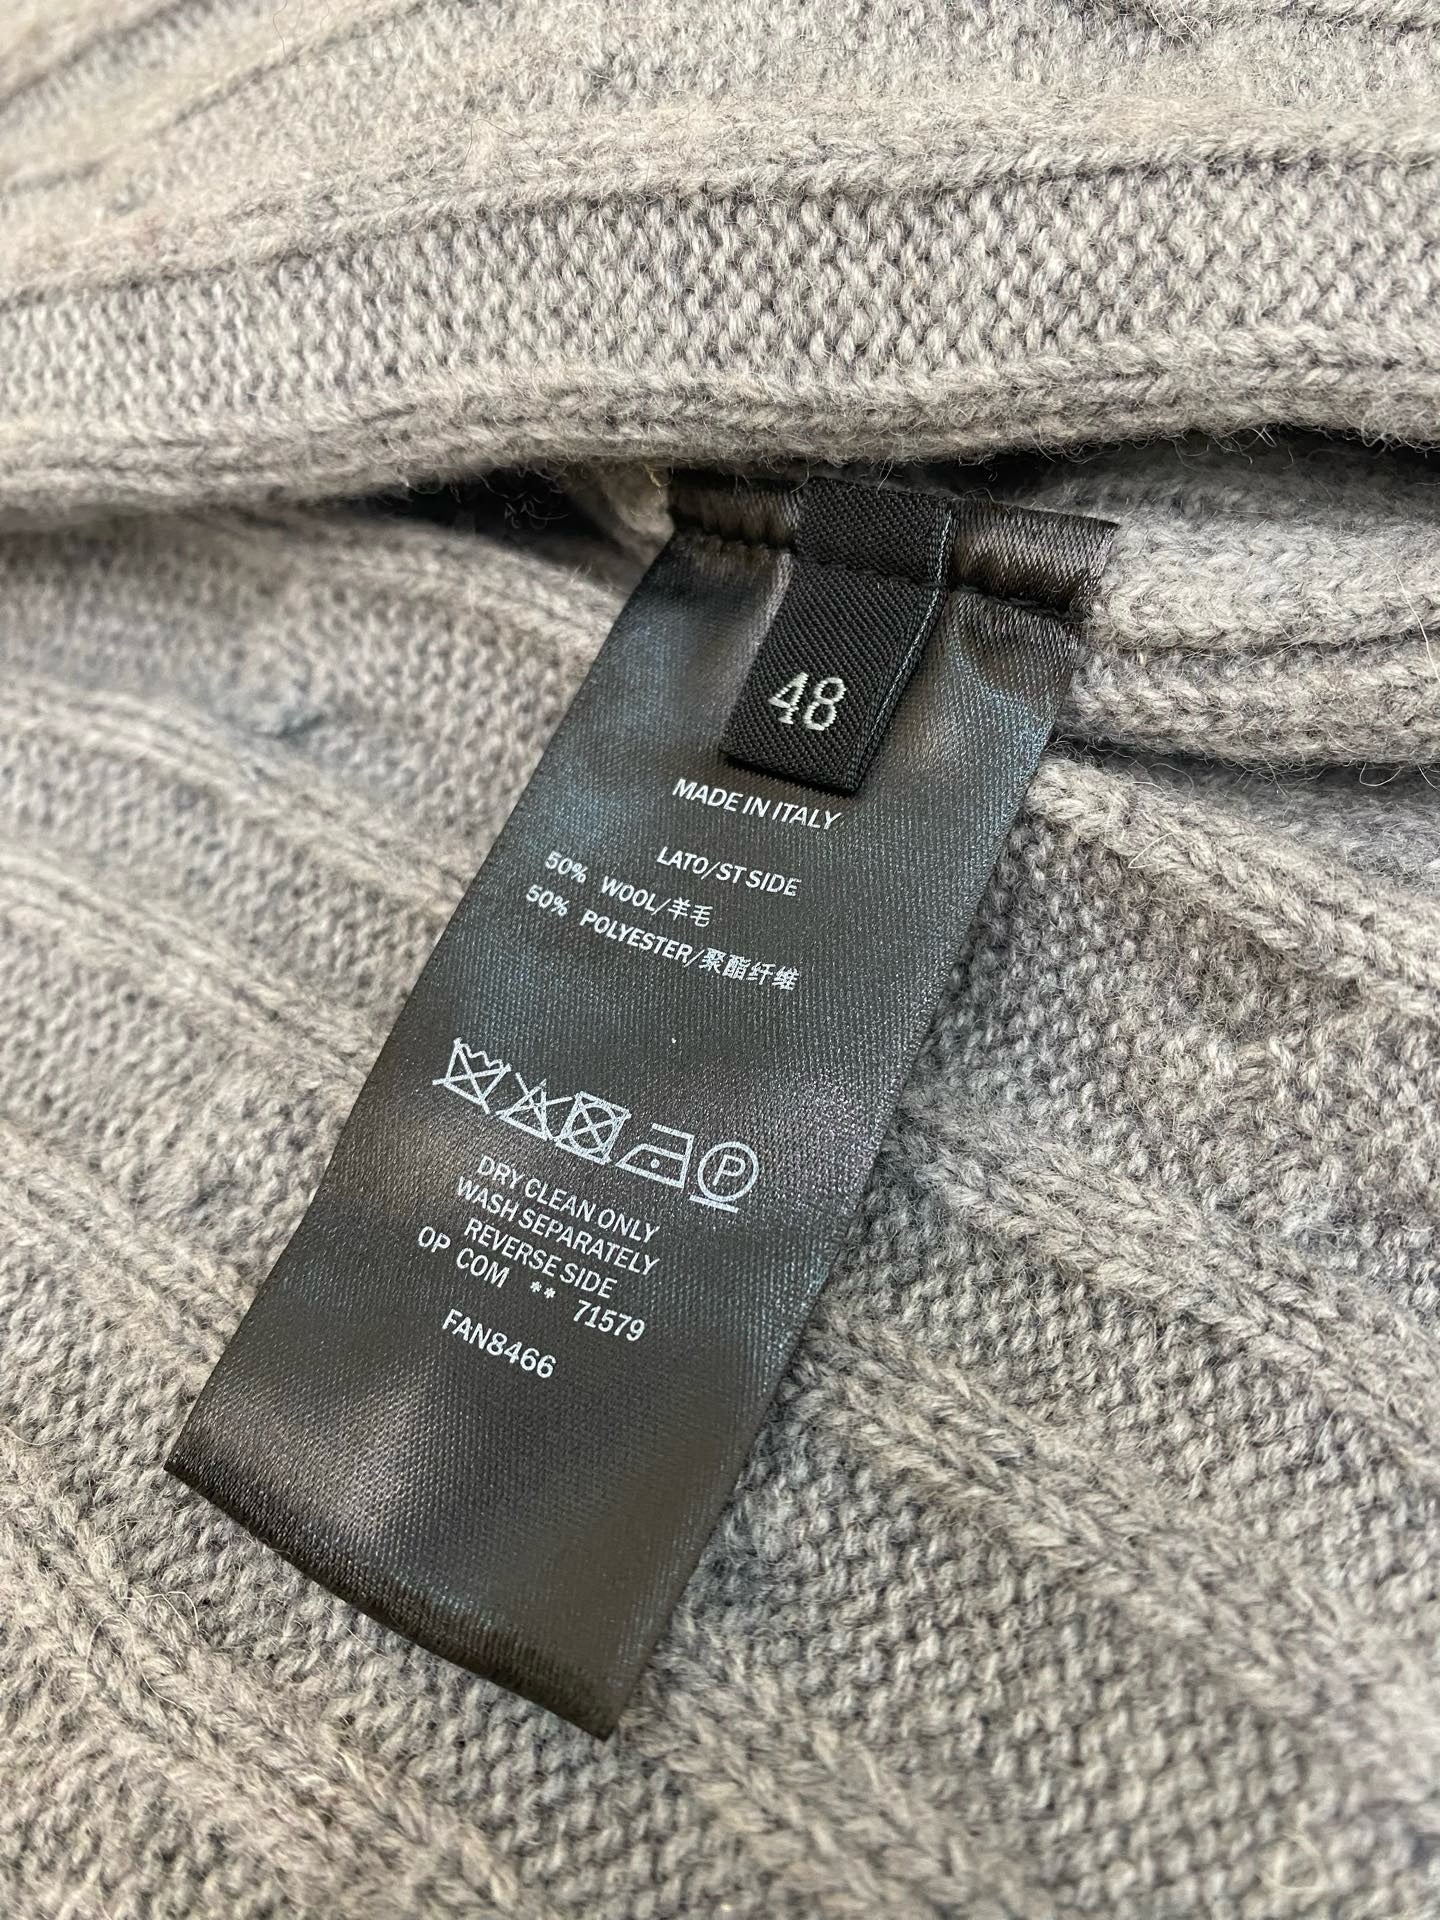 48
MADE IN ITALY
LATO/ST SIDE
50% WOOL/羊毛
50% POLYESTER/聚酯纤维
P
DRY CLEAN ONLY
WASH SEPARATELY
REVERSE SIDE
OP COM ** 71579
FAN8466